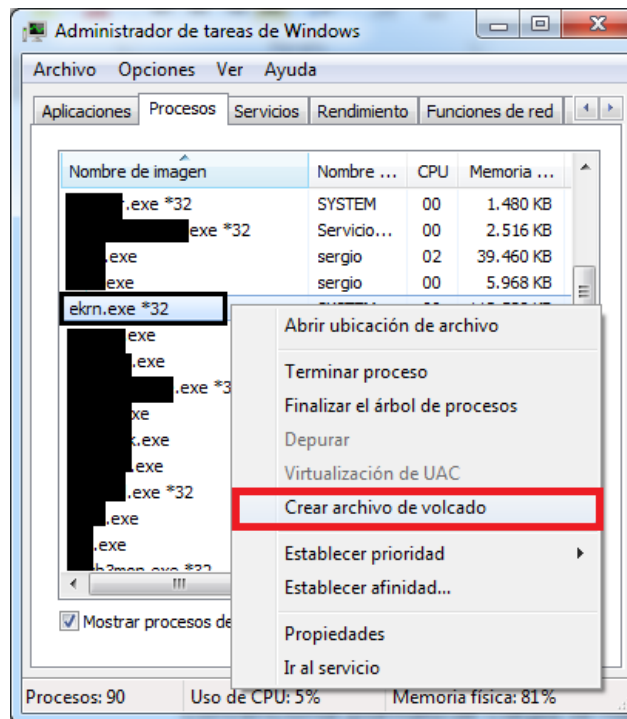 Administrador de tareas de Windows
Archivo Opciones Ver Ayuda
Aplicaciones Procesos Servicios Rendimiento Funciones de red
Nombre de imagen Nombre ... CPU Memoria ...
.exe *32 SYSTEM 00 1.480 KB
exe *32 Servicio... 00 2.516 KB
.exe sergio 02 39.460 KB
exe sergio 00 5.968 KB
ekrn.exe *32
exe
.exe
.exe *3
xe
.exe
.exe
.exe *32
.exe
.exe
Abrir ubicación de archivo
Terminar proceso
Finalizar el árbol de procesos
Depurar
Virtualización de UAC
Crear archivo de volcado
Establecer prioridad
Establecer afinidad...
Propiedades
Ir al servicio
Mostrar procesos de
Procesos: 90 Uso de CPU: 5% Memoria física: 81%